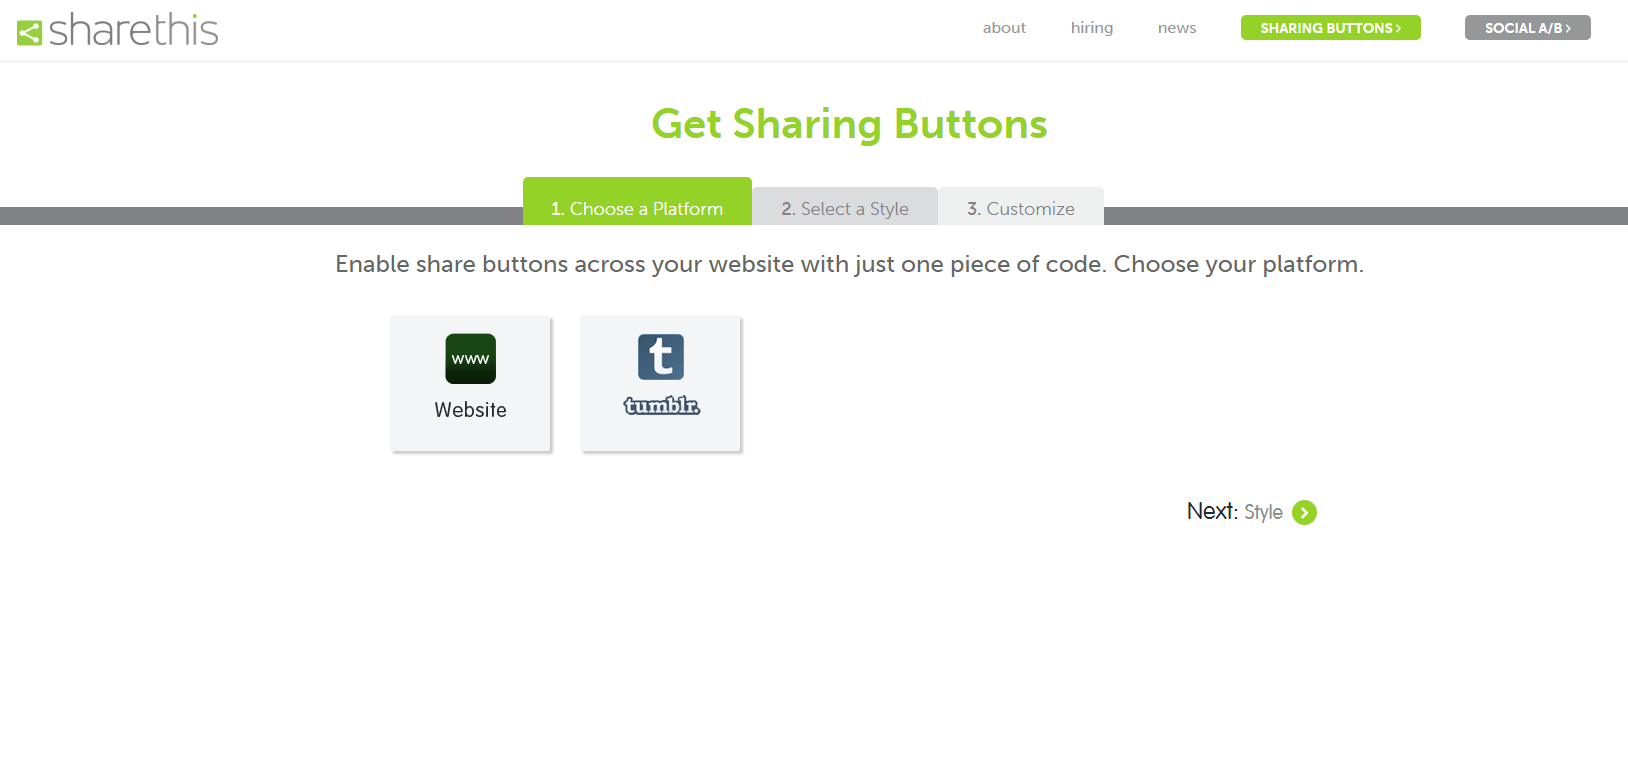 sharethis
about hiring news SHARING BUTTONS > SOCIAL A/B >
Get Sharing Buttons
1. Choose a Platform 2. Select a Style 3. Customize
Enable share buttons across your website with just one piece of code. Choose your platform.
www t
Website tumblr.
Next: Style >